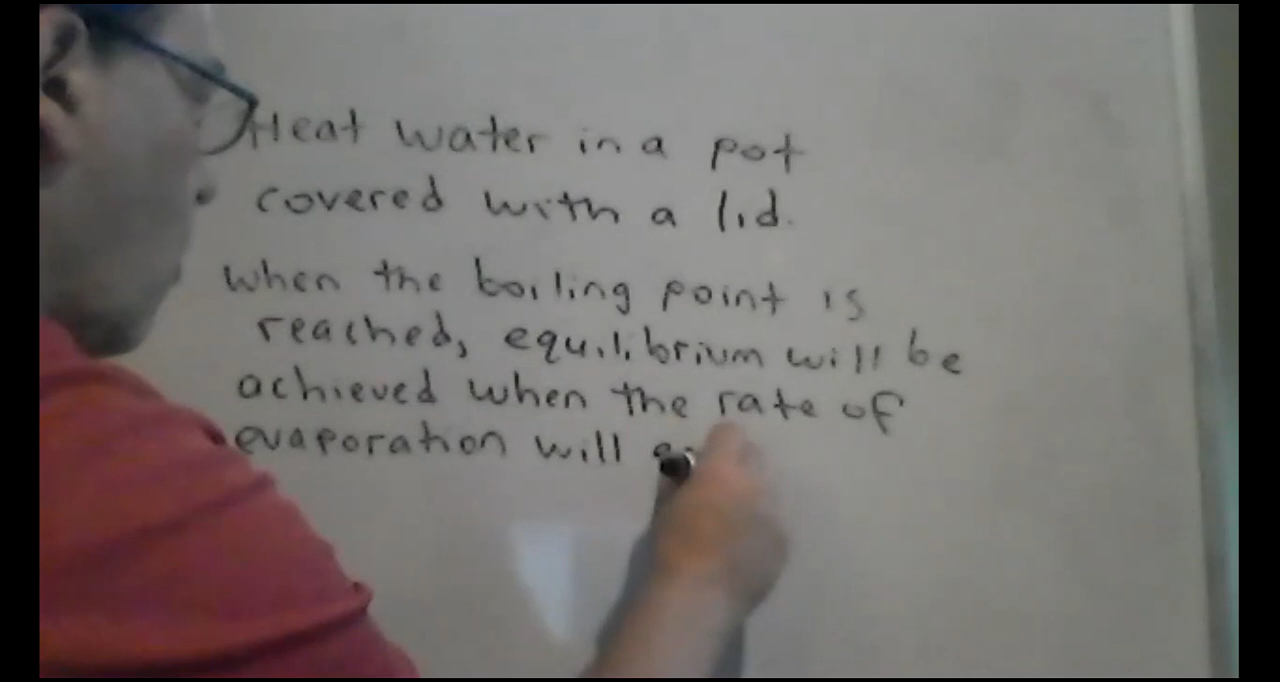 Heat water in a pot
covered with a lid.
When the boiling point is
reached, equilibrium will be
achieved when the rate of
evaporation will